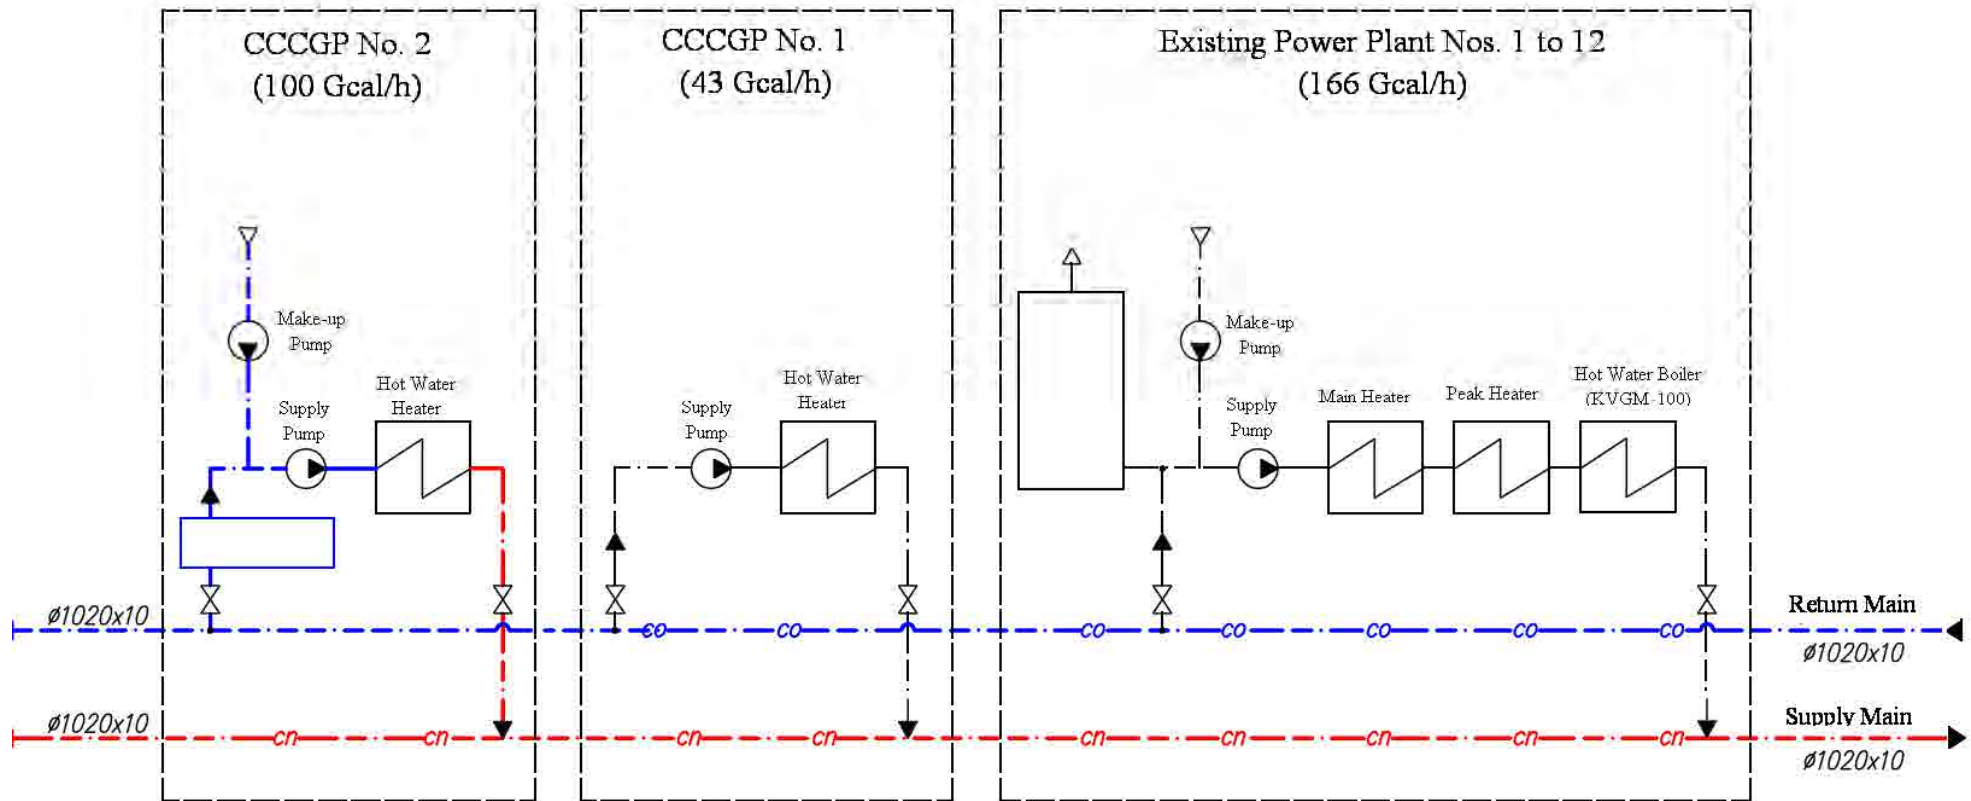 CCCGP No. 2
(100 Gcal/h)
CCCGP No. 1
(43 Gcal/h)
Existing Power Plant Nos. 1 to 12
(166 Gcal/h)
Make-up
Pump
Hot Water
Heater
Supply
Pump
Hot Water
Heater
Supply
Pump
Make-up
Pump
Supply
Pump
Main Heater
Peak Heater
Hot Water Boiler
(KVGM-100)
ø1020x10
co
co
co
co
co
co
co
Return Main
ø1020x10
ø1020x10
cn
cn
cn
cn
cn
cn
cn
cn
cn
Supply Main
ø1020x10